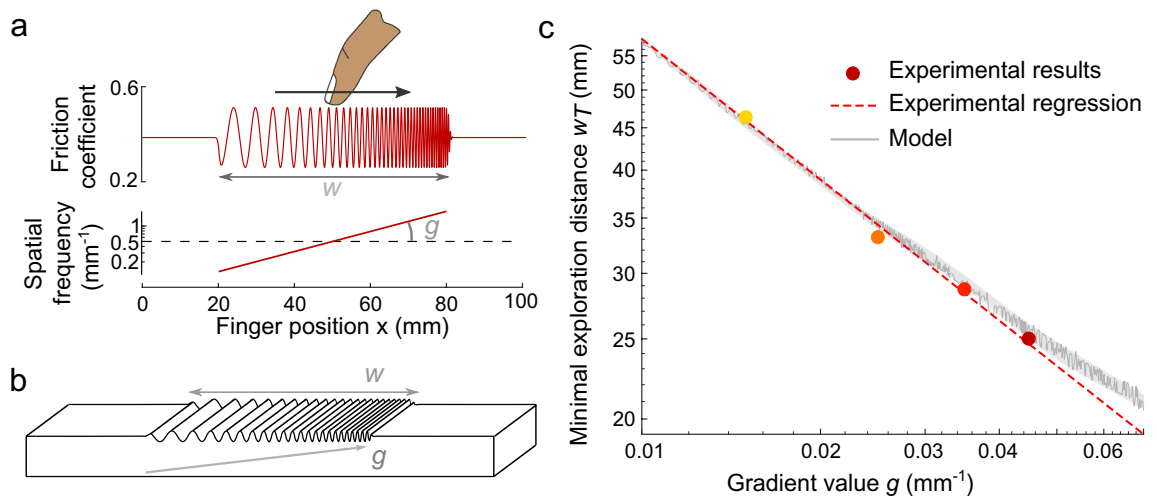 a
0.6
Friction
coefficient
0.2
w
Spatial
frequency
(mm⁻¹)
1
0.5
0.2
g
0 20 40 60 80 100
Finger position x (mm)
b
w
g
c
Minimal exploration distance wT (mm)
55
50
45
40
35
30
25
20
Experimental results
Experimental regression
Model
0.01 0.02 0.03 0.04 0.06
Gradient value g (mm⁻¹)